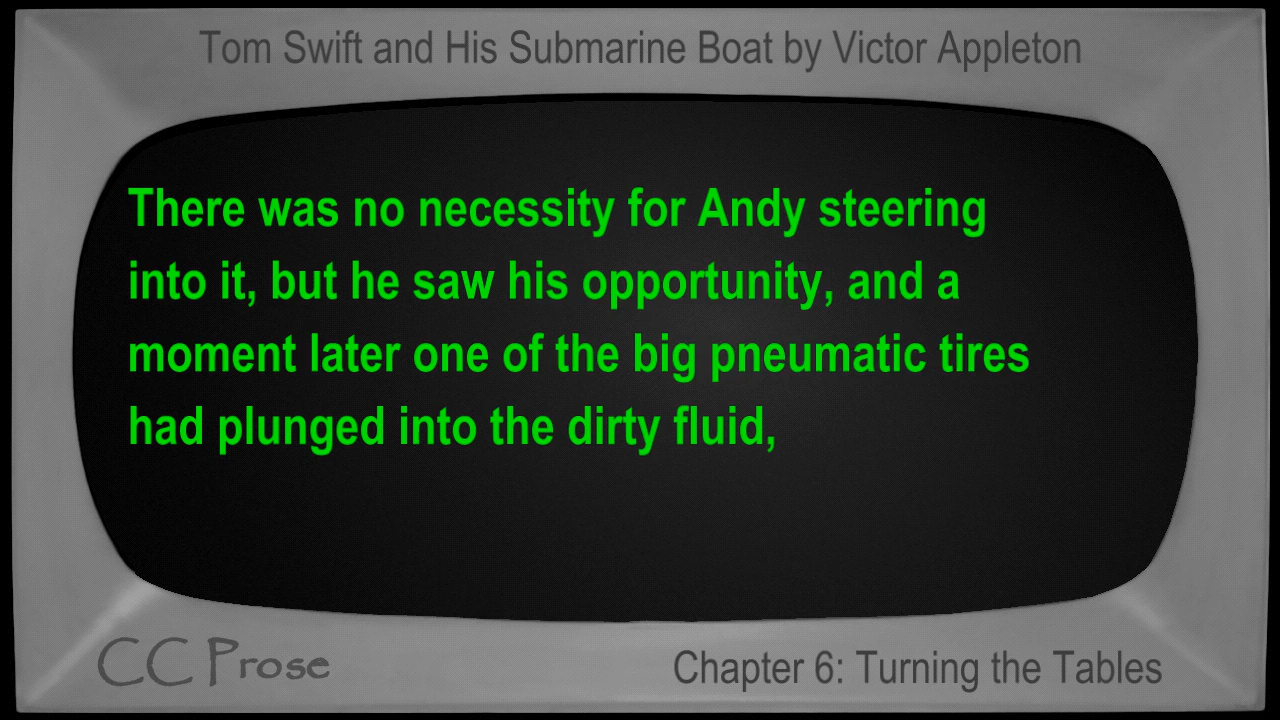 Tom Swift and His Submarine Boat by Victor Appleton
There was no necessity for Andy steering
into it, but he saw his opportunity, and a
moment later one of the big pneumatic tires
had plunged into the dirty fluid,
CC Prose
Chapter 6: Turning the Tables